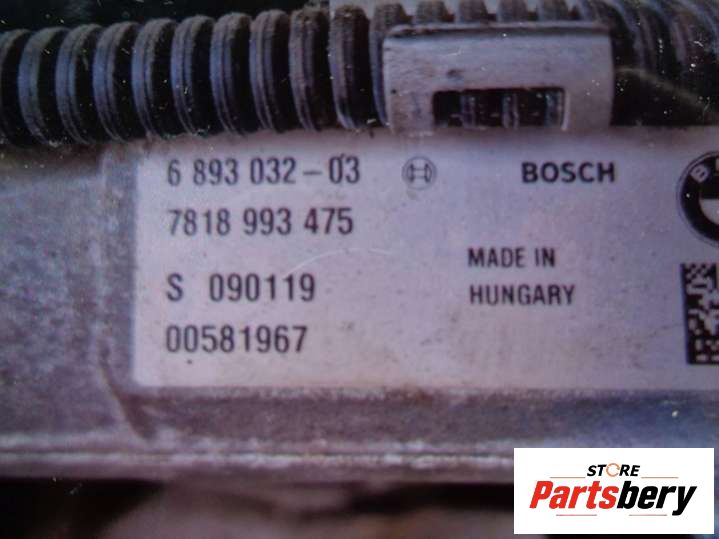 6 893 032-03 BOSCH
7818 993 475
S 090119
00581967
MADE IN
HUNGARY
STORE
Partsbery